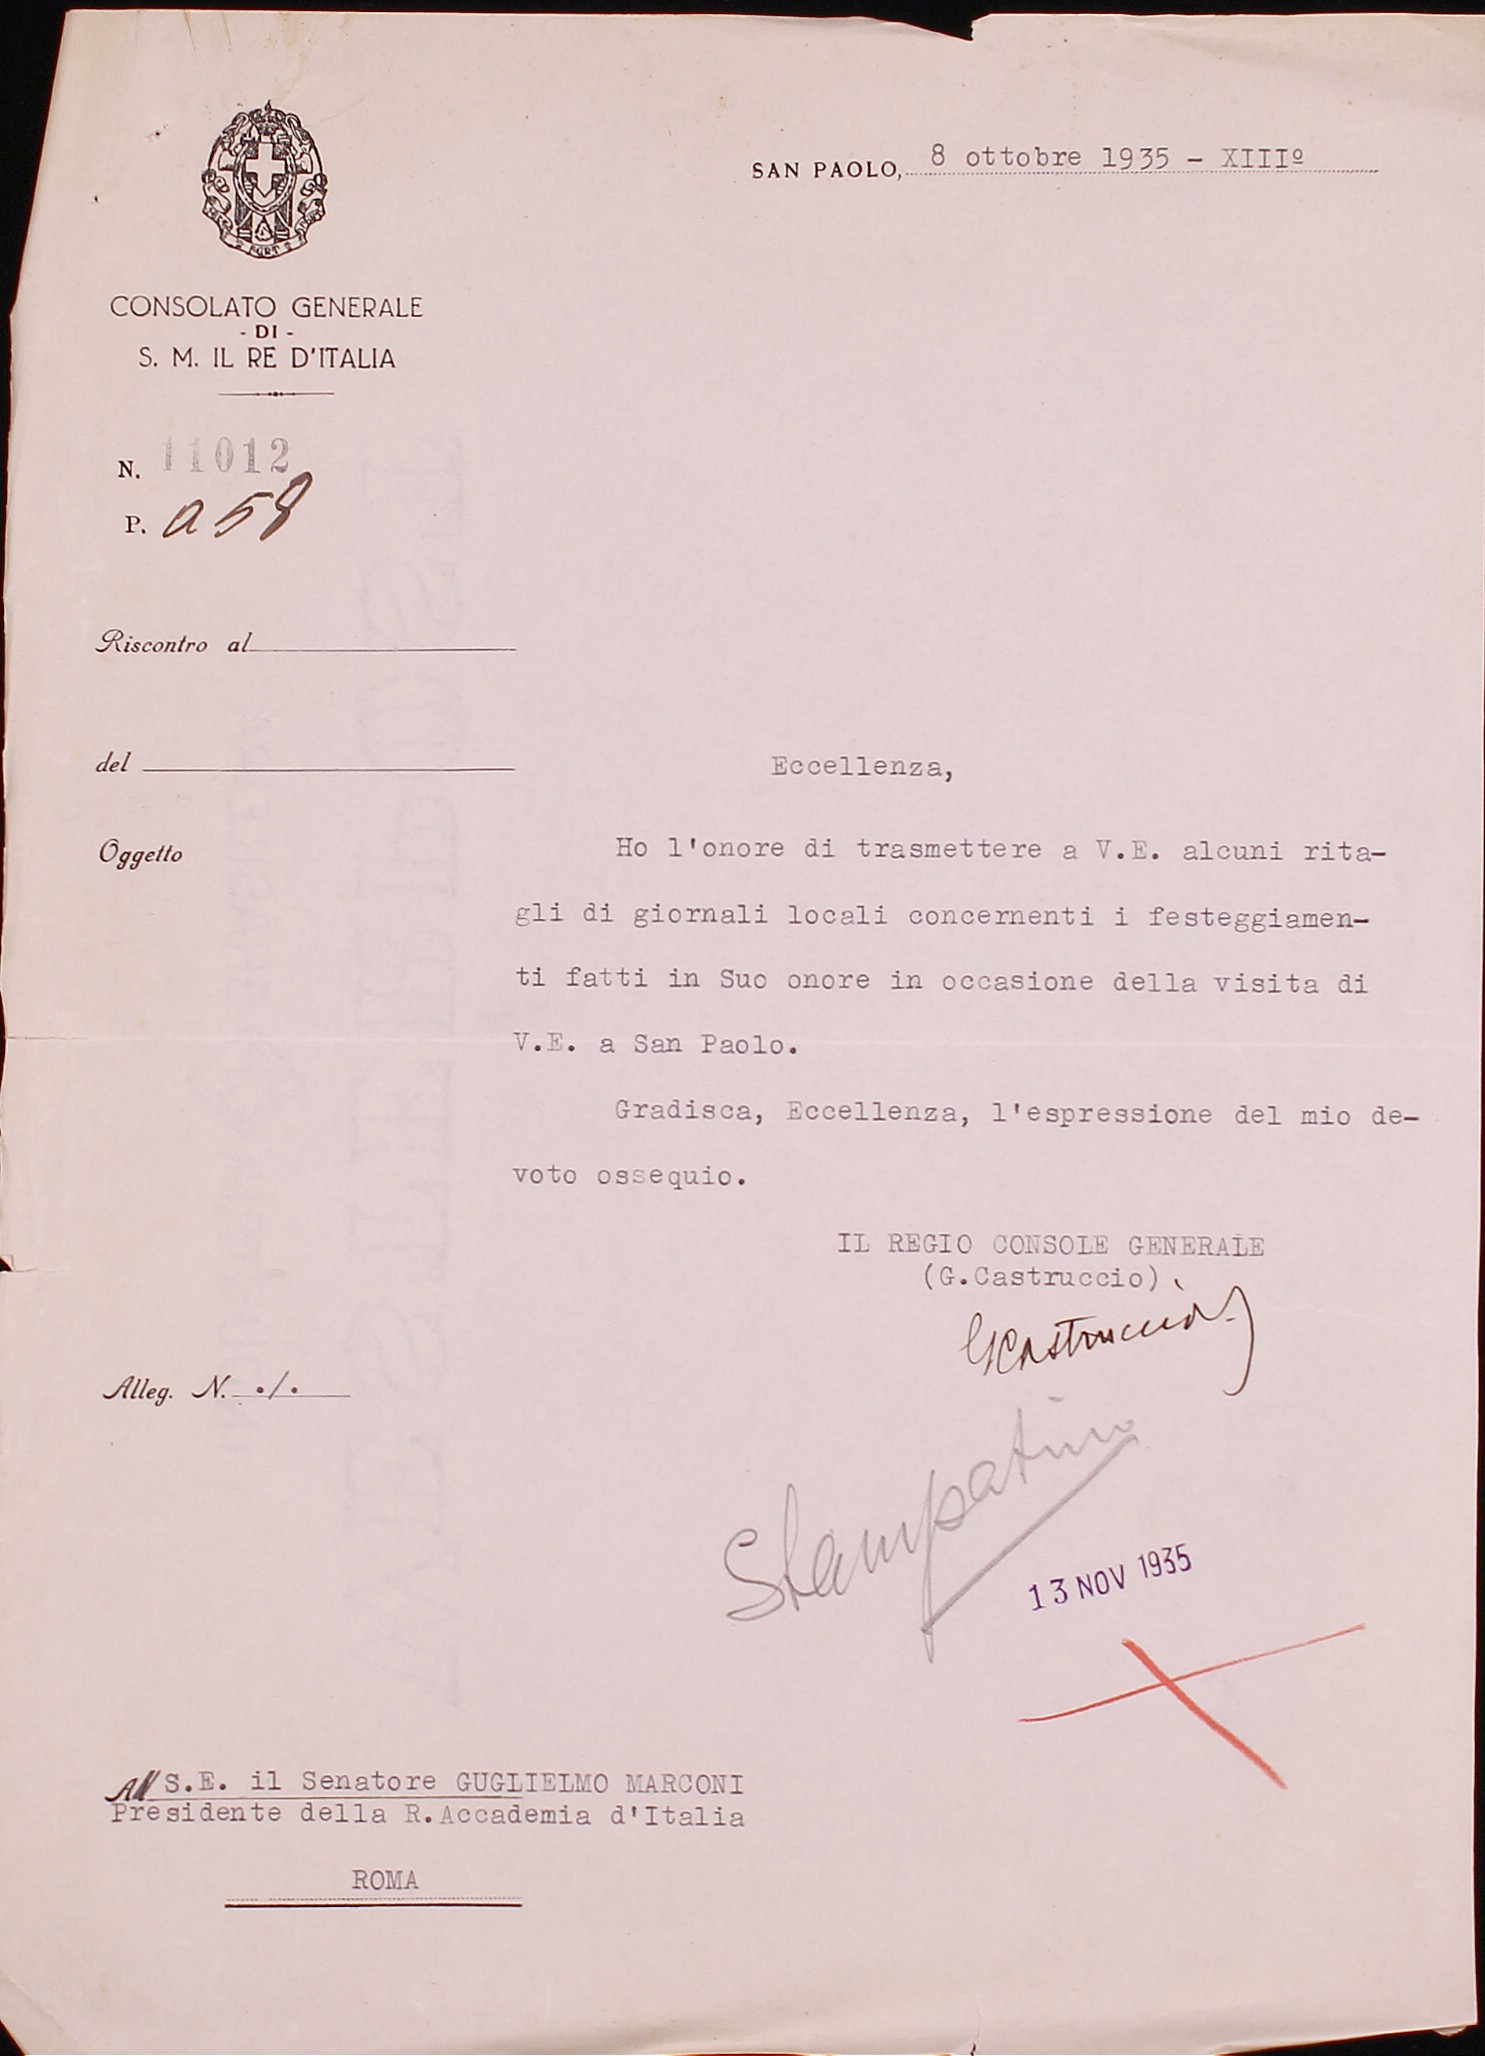 SAN PAOLO, 8 ottobre 1935 - XIIIº
FERT
CONSOLATO GENERALE
- DI -
S. M. IL RE D'ITALIA
N. 11012
P. a 58
Riscontro al
del
Oggetto
Eccellenza,
Ho l'onore di trasmettere a V.E. alcuni rita-
gli di giornali locali concernenti i festeggiamen-
ti fatti in Suo onore in occasione della visita di
V.E. a San Paolo.
Gradisca, Eccellenza, l'espressione del mio de-
voto ossequio.
IL REGIO CONSOLE GENERALE
(G.Castruccio)
GCastruccio
Alleg. N. ./.
Stampatino
13 NOV 1935
A S.E. il Senatore GUGLIELMO MARCONI
Presidente della R.Accademia d'Italia
ROMA